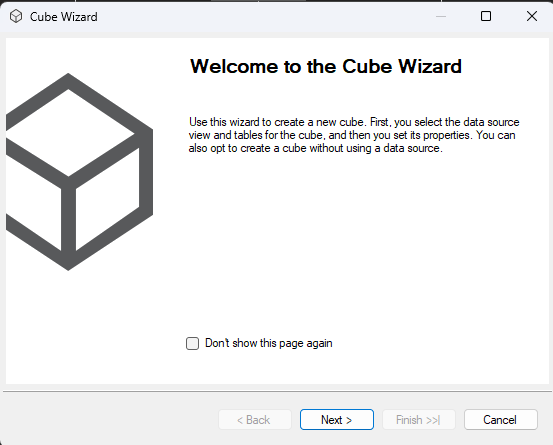 Cube Wizard
Welcome to the Cube Wizard
Use this wizard to create a new cube. First, you select the data source
view and tables for the cube, and then you set its properties. You can
also opt to create a cube without using a data source.
Don't show this page again
< Back
Next >
Finish >>|
Cancel